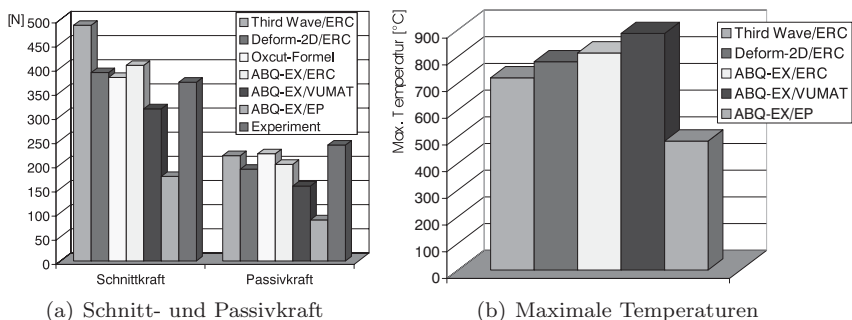 [N]
500
450
400
350
300
250
200
150
100
50
0
Schnittkraft
Passivkraft
Third Wave/ERC
Deform-2D/ERC
Oxcut-Formel
ABQ-EX/ERC
ABQ-EX/VUMAT
ABQ-EX/EP
Experiment
(a) Schnitt- und Passivkraft
Max. Temperatur [°C]
900
800
700
600
500
400
300
200
100
0
Third Wave/ERC
Deform-2D/ERC
ABQ-EX/ERC
ABQ-EX/VUMAT
ABQ-EX/EP
(b) Maximale Temperaturen